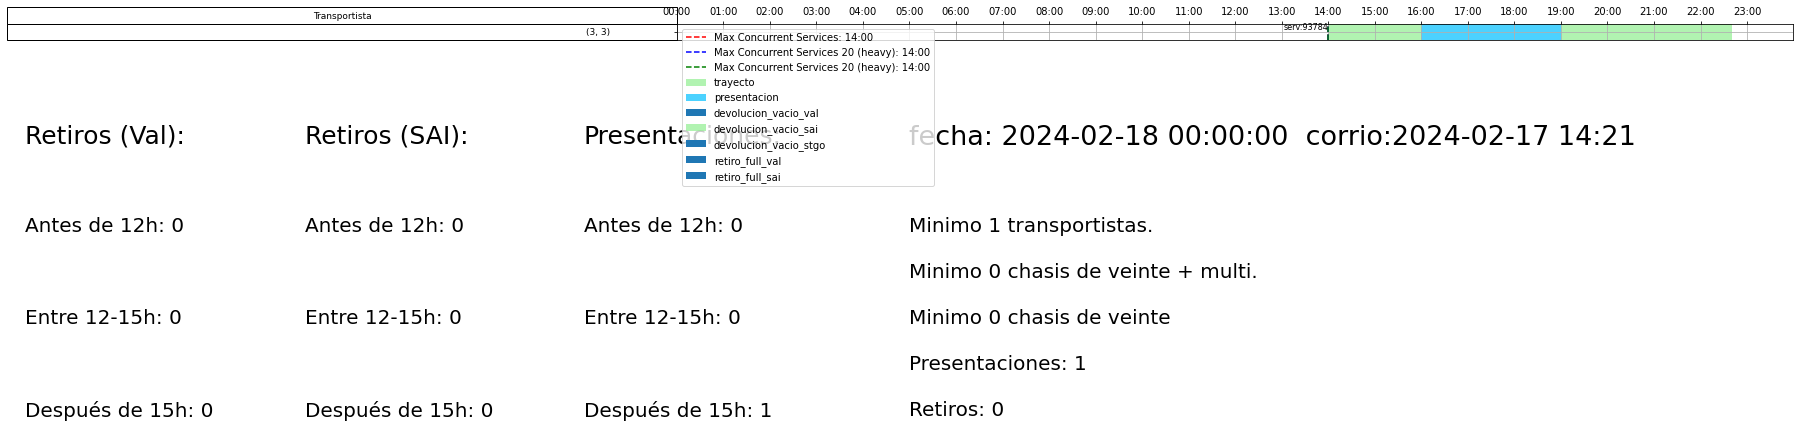 Transportista
(3, 3)
00:00 01:00 02:00 03:00 04:00 05:00 06:00 07:00 08:00 09:00 10:00 11:00 12:00 13:00 14:00 15:00 16:00 17:00 18:00 19:00 20:00 21:00 22:00 23:00
serv:93784
Max Concurrent Services: 14:00
Max Concurrent Services 20 (heavy): 14:00
Max Concurrent Services 20 (heavy): 14:00
trayecto
presentacion
devolucion_vacio_val
devolucion_vacio_sai
devolucion_vacio_stgo
retiro_full_val
retiro_full_sai
Retiros (Val):
Antes de 12h: 0
Entre 12-15h: 0
Después de 15h: 0
Retiros (SAI):
Antes de 12h: 0
Entre 12-15h: 0
Después de 15h: 0
Presentaciones:
Antes de 12h: 0
Entre 12-15h: 0
Después de 15h: 1
fecha: 2024-02-18 00:00:00 corrio:2024-02-17 14:21
Minimo 1 transportistas.
Minimo 0 chasis de veinte + multi.
Minimo 0 chasis de veinte
Presentaciones: 1
Retiros: 0